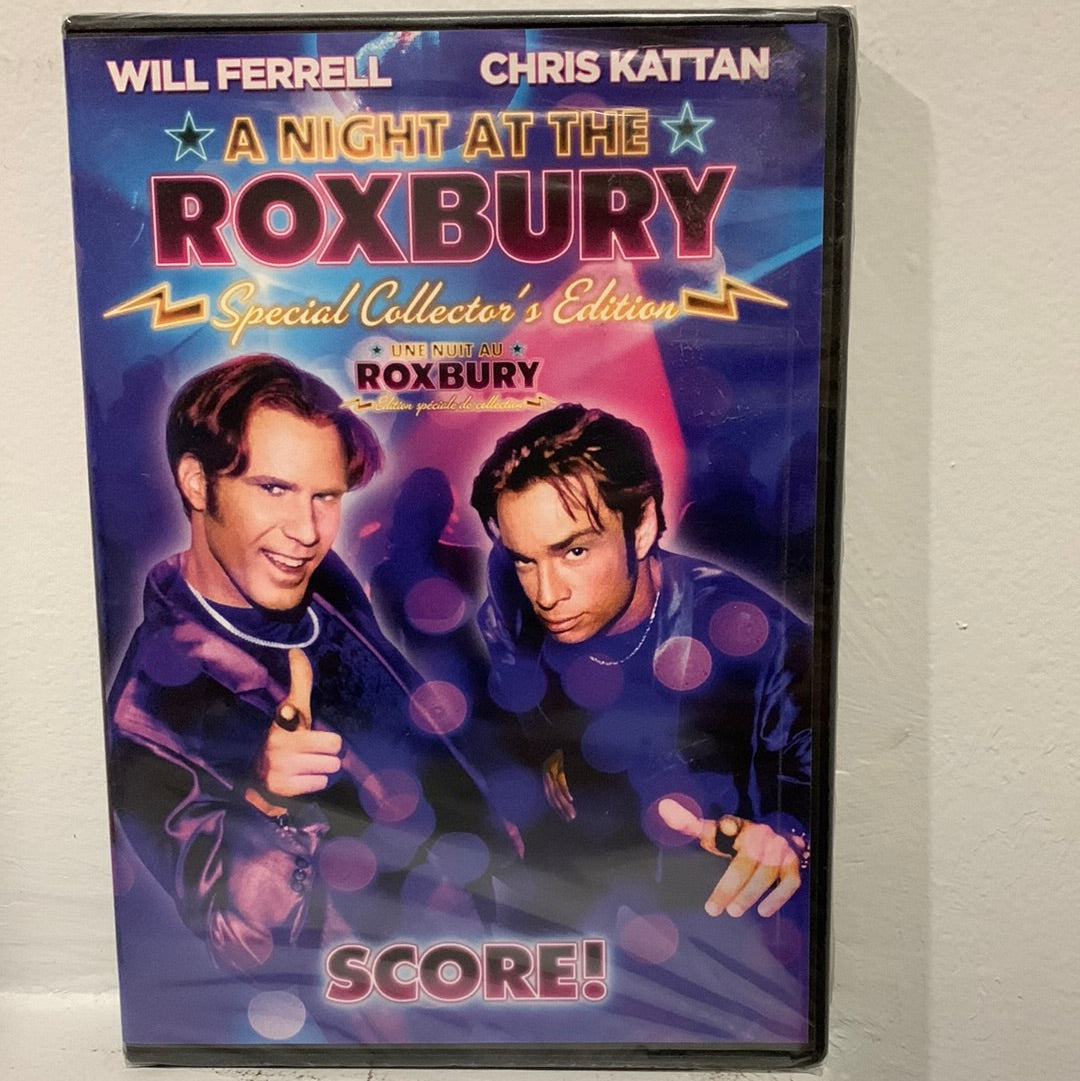 WILL FERRELL CHRIS KATTAN
A NIGHT AT THE
ROXBURY
Special Collector's Edition
UNE NUIT AU
ROXBURY
Édition spéciale de collection
SCORE!